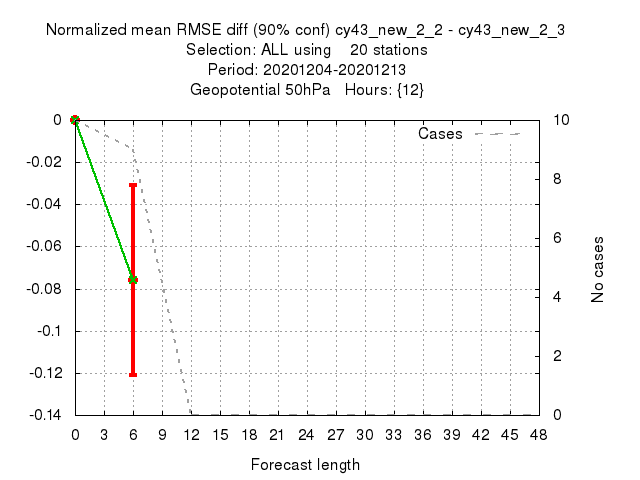 Normalized mean RMSE diff (90% conf) cy43_new_2_2 - cy43_new_2_3
Selection: ALL using 20 stations
Period: 20201204-20201213
Geopotential 50hPa Hours: {12}
Cases
0
-0.02
-0.04
-0.06
-0.08
-0.1
-0.12
-0.14
10
8
6
4
2
0
No cases
0 3 6 9 12 15 18 21 24 27 30 33 36 39 42 45 48
Forecast length